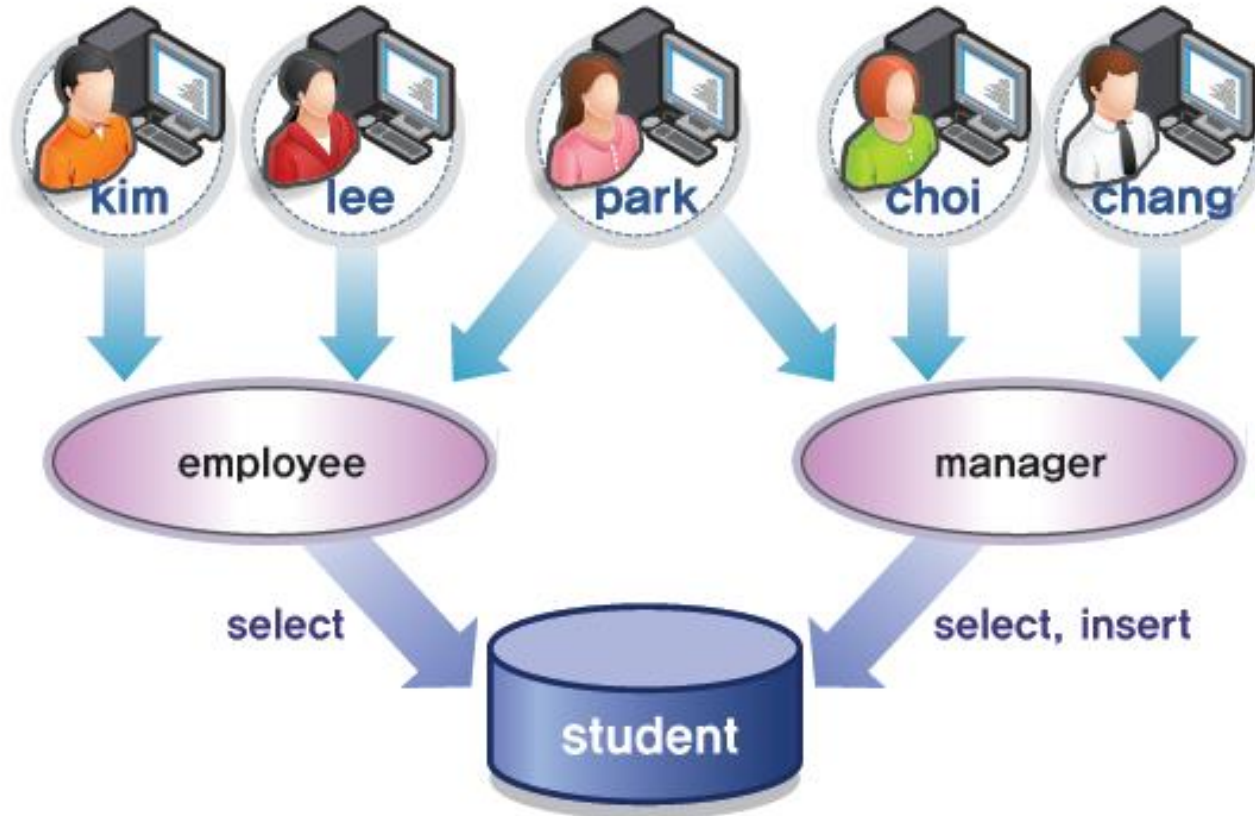 kim
lee
park
choi
chang
employee
manager
select
select, insert
student